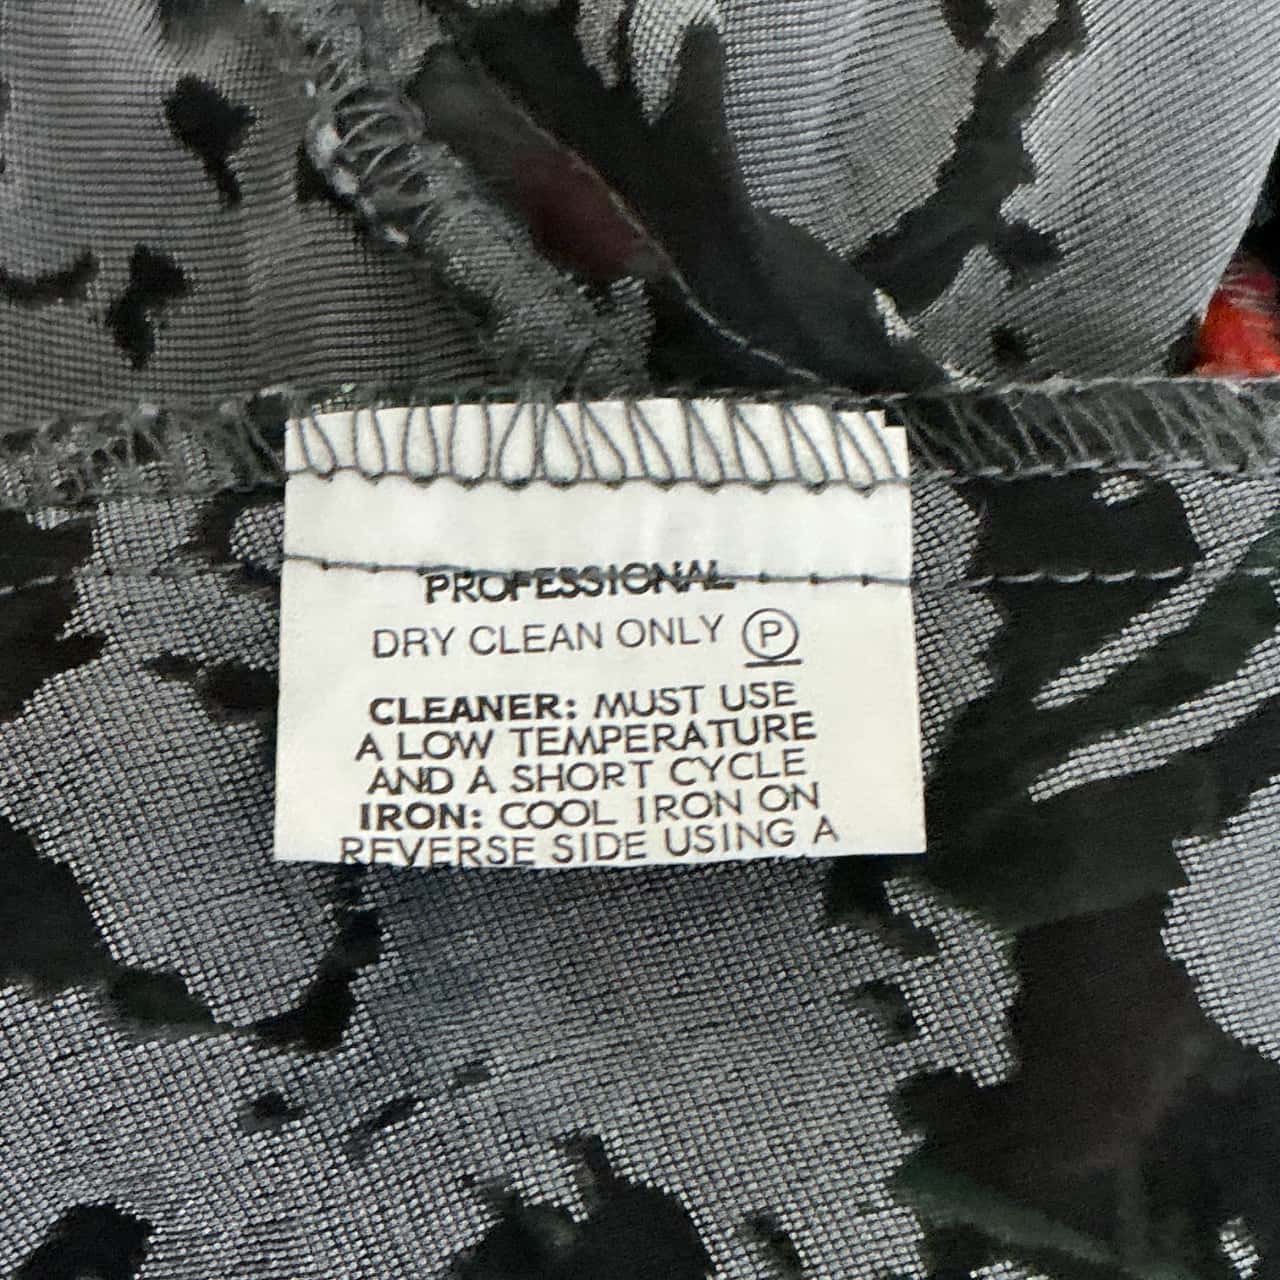 PROFESSIONAL
DRY CLEAN ONLY Ⓟ
CLEANER: MUST USE
A LOW TEMPERATURE
AND A SHORT CYCLE
IRON: COOL IRON ON
REVERSE SIDE USING A